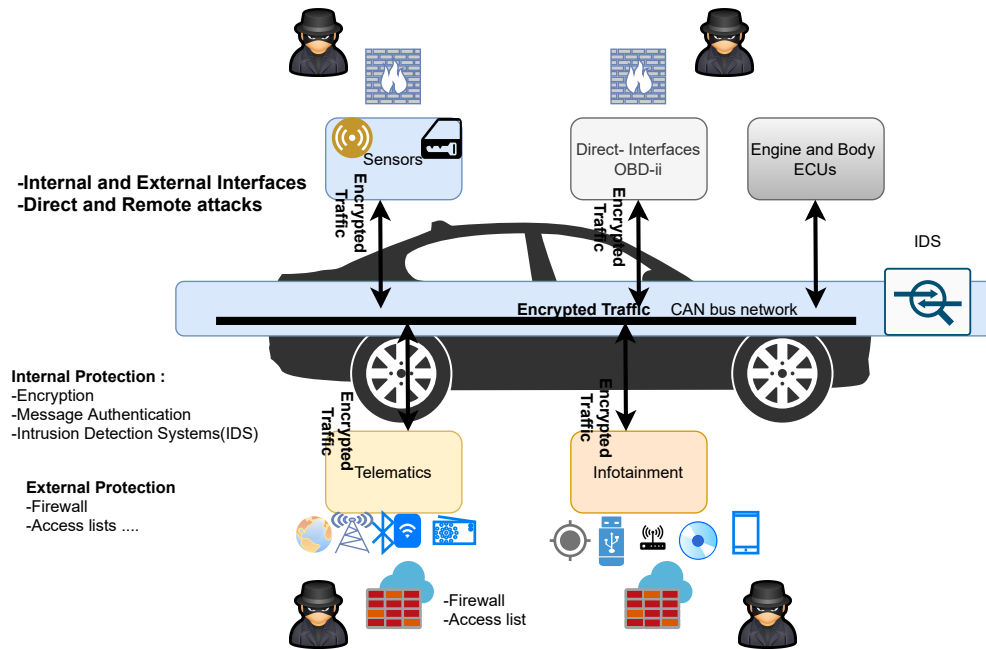 Sensors
Direct- Interfaces
OBD-ii
Engine and Body
ECUs
-Internal and External Interfaces
-Direct and Remote attacks
Encrypted
Traffic
Encrypted
Traffic
IDS
Encrypted Traffic
CAN bus network
Internal Protection :
-Encryption
-Message Authentication
-Intrusion Detection Systems(IDS)
Encrypted
Traffic
Encrypted
Traffic
Telematics
Infotainment
External Protection
-Firewall
-Access lists ....
-Firewall
-Access list